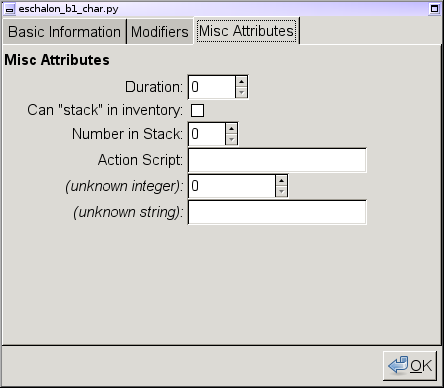 eschalon_b1_char.py
Basic Information Modifiers Misc Attributes
Misc Attributes
Duration: 0
Can "stack" in inventory:
Number in Stack: 0
Action Script:
(unknown integer): 0
(unknown string):
OK